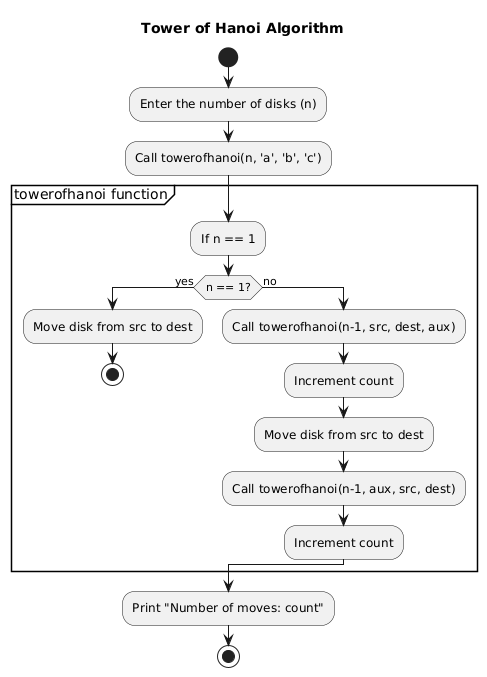 Tower of Hanoi Algorithm
Enter the number of disks (n)
Call towerofhanoi(n, 'a', 'b', 'c')
towerofhanoi function
If n == 1
yes
n == 1?
no
Move disk from src to dest
Call towerofhanoi(n-1, src, dest, aux)
Increment count
Move disk from src to dest
Call towerofhanoi(n-1, aux, src, dest)
Increment count
Print "Number of moves: count"